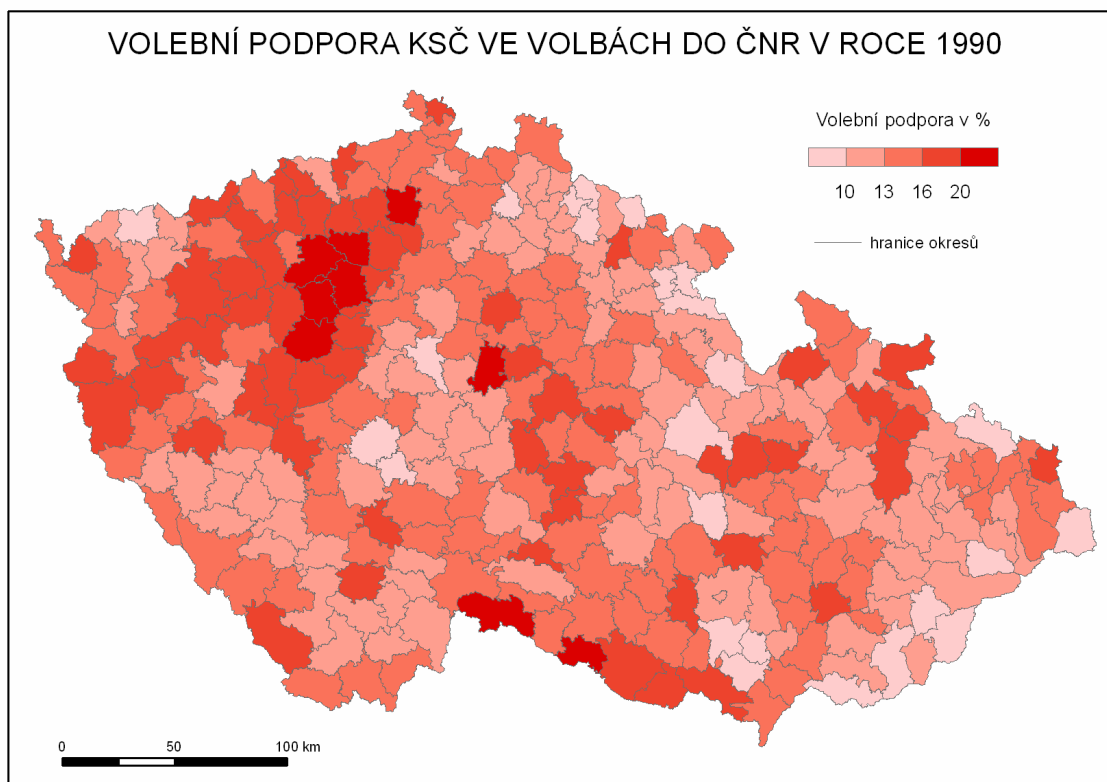 VOLEBNÍ PODPORA KSČ VE VOLBÁCH DO ČNR V ROCE 1990
Volební podpora v %
10 13 16 20
hranice okresů
0 50 100 km